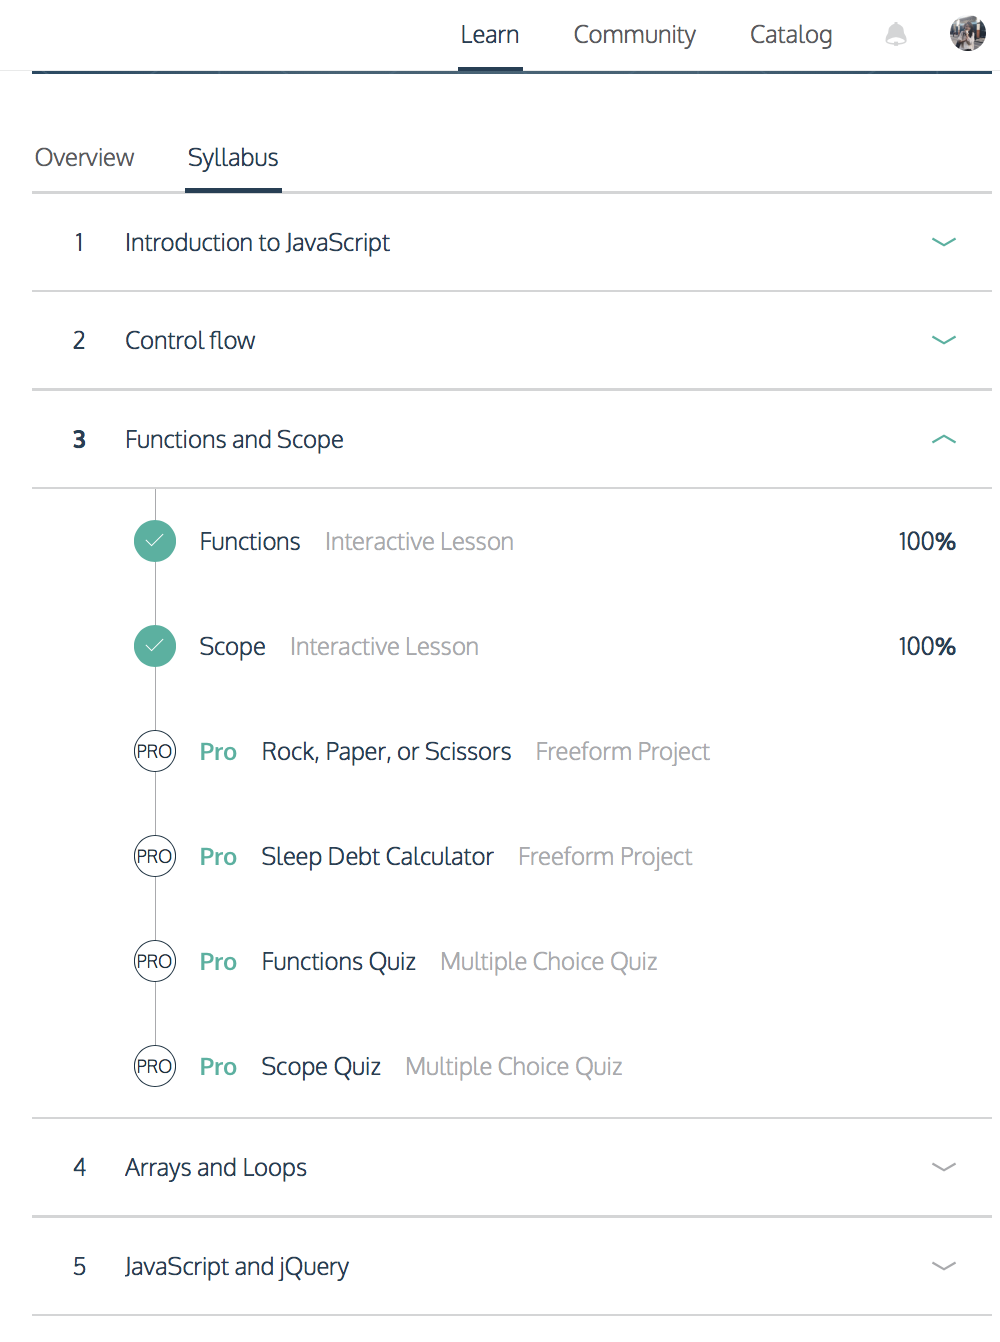 Learn Community Catalog
Overview Syllabus
1 Introduction to JavaScript
2 Control flow
3 Functions and Scope
Functions Interactive Lesson 100%
Scope Interactive Lesson 100%
PRO Pro Rock, Paper, or Scissors Freeform Project
PRO Pro Sleep Debt Calculator Freeform Project
PRO Pro Functions Quiz Multiple Choice Quiz
PRO Pro Scope Quiz Multiple Choice Quiz
4 Arrays and Loops
5 JavaScript and jQuery